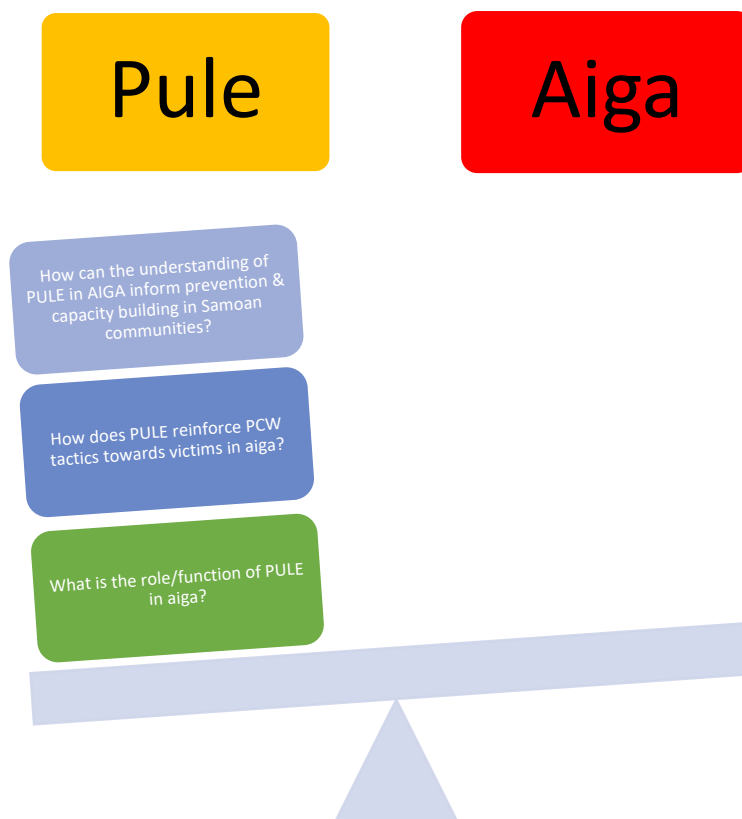 Pule
Aiga
How can the understanding of
PULE in AIGA inform prevention &
capacity building in Samoan
communities?
How does PULE reinforce PCW
tactics towards victims in aiga?
What is the role/function of PULE
in aiga?